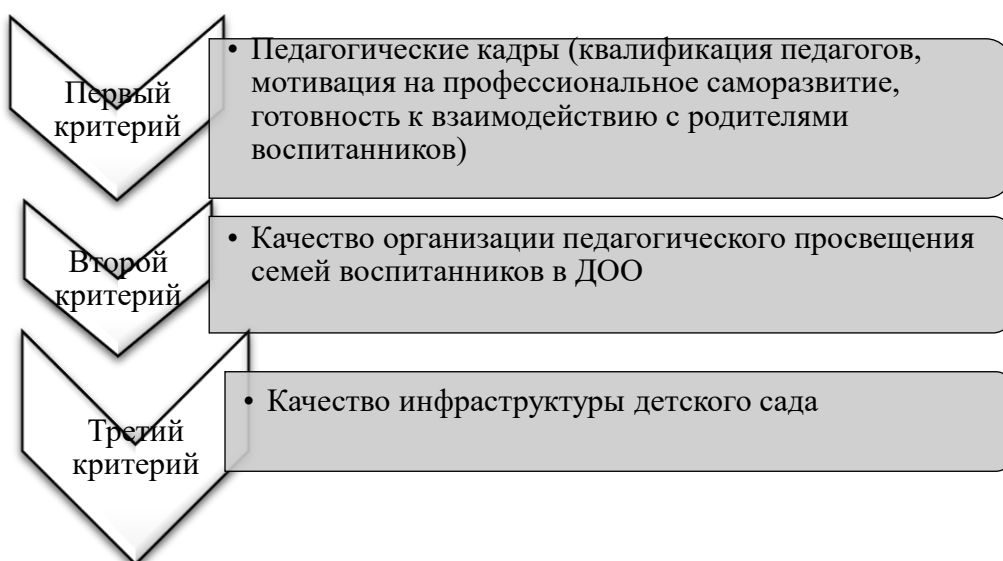 Первый
критерий
• Педагогические кадры (квалификация педагогов,
мотивация на профессиональное саморазвитие,
готовность к взаимодействию с родителями
воспитанников)
Второй
критерий
• Качество организации педагогического просвещения
семей воспитанников в ДОО
Третий
критерий
• Качество инфраструктуры детского сада